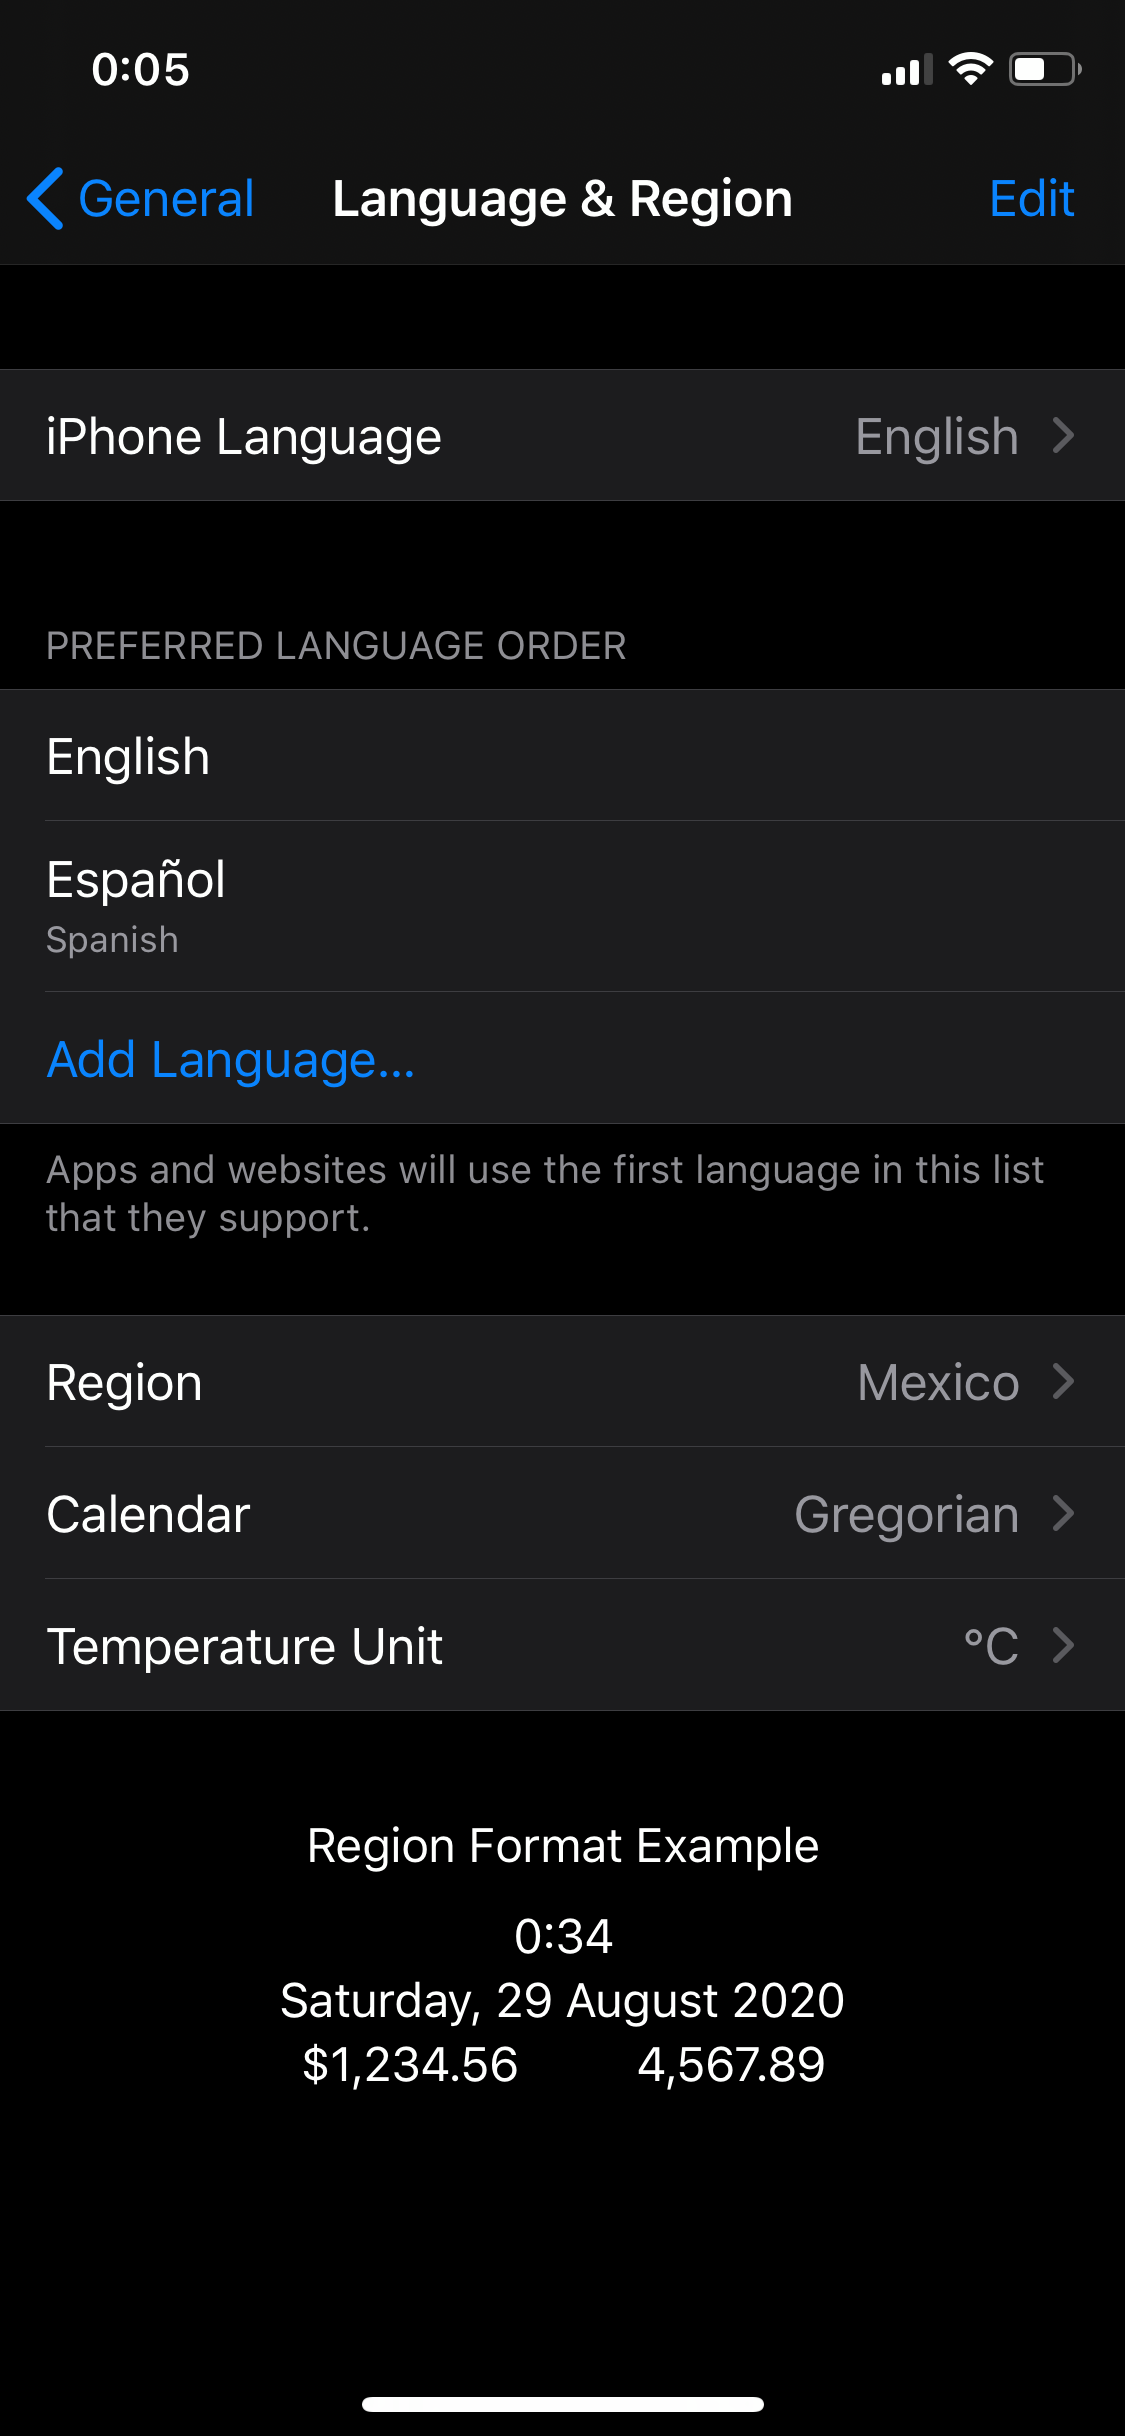 0:05
General Language & Region Edit
iPhone Language English
PREFERRED LANGUAGE ORDER
English
Español
Spanish
Add Language...
Apps and websites will use the first language in this list
that they support.
Region Mexico
Calendar Gregorian
Temperature Unit °C
Region Format Example
0:34
Saturday, 29 August 2020
$1,234.56 4,567.89